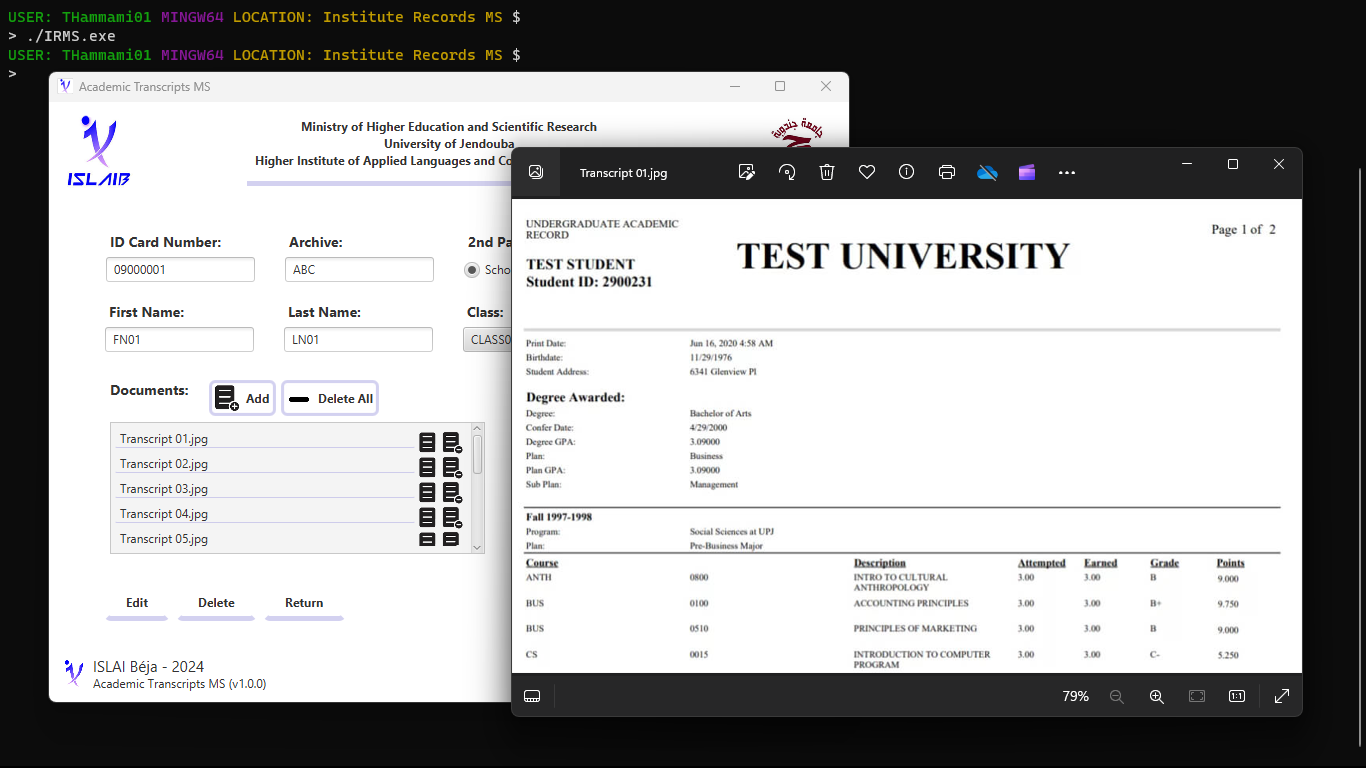 USER: THammami01 MINGW64 LOCATION: Institute Records MS $
> ./IRMS.exe
USER: THammami01 MINGW64 LOCATION: Institute Records MS $
>
Academic Transcripts MS
ISLAIB
Ministry of Higher Education and Scientific Research
University of Jendouba
Higher Institute of Applied Languages and Co
جامعة جندوبة
ID Card Number:
Archive:
2nd Pa
09000001
ABC
Scho
First Name:
Last Name:
Class:
FN01
LN01
CLASS0
Documents:
Add
Delete All
Transcript 01.jpg
Transcript 02.jpg
Transcript 03.jpg
Transcript 04.jpg
Transcript 05.jpg
Edit
Delete
Return
ISLAI Béja - 2024
Academic Transcripts MS (v1.0.0)
Transcript 01.jpg
UNDERGRADUATE ACADEMIC
RECORD
Page 1 of 2
TEST UNIVERSITY
TEST STUDENT
Student ID: 2900231
Print Date: Jun 16, 2020 4:58 AM
Birthdate: 11/29/1976
Student Address: 6341 Glenview Pl
Degree Awarded:
Degree: Bachelor of Arts
Confer Date: 4/29/2000
Degree GPA: 3.09000
Plan: Business
Plan GPA: 3.09000
Sub Plan: Management
Fall 1997-1998
Program: Social Sciences at UPJ
Plan: Pre-Business Major
Course Description Attempted Earned Grade Points
ANTH 0800 INTRO TO CULTURAL 3.00 3.00 B 9.000
ANTHROPOLOGY
BUS 0100 ACCOUNTING PRINCIPLES 3.00 3.00 B+ 9.750
BUS 0510 PRINCIPLES OF MARKETING 3.00 3.00 B 9.000
CS 0015 INTRODUCTION TO COMPUTER 3.00 3.00 C- 5.250
PROGRAM
79%
1:1